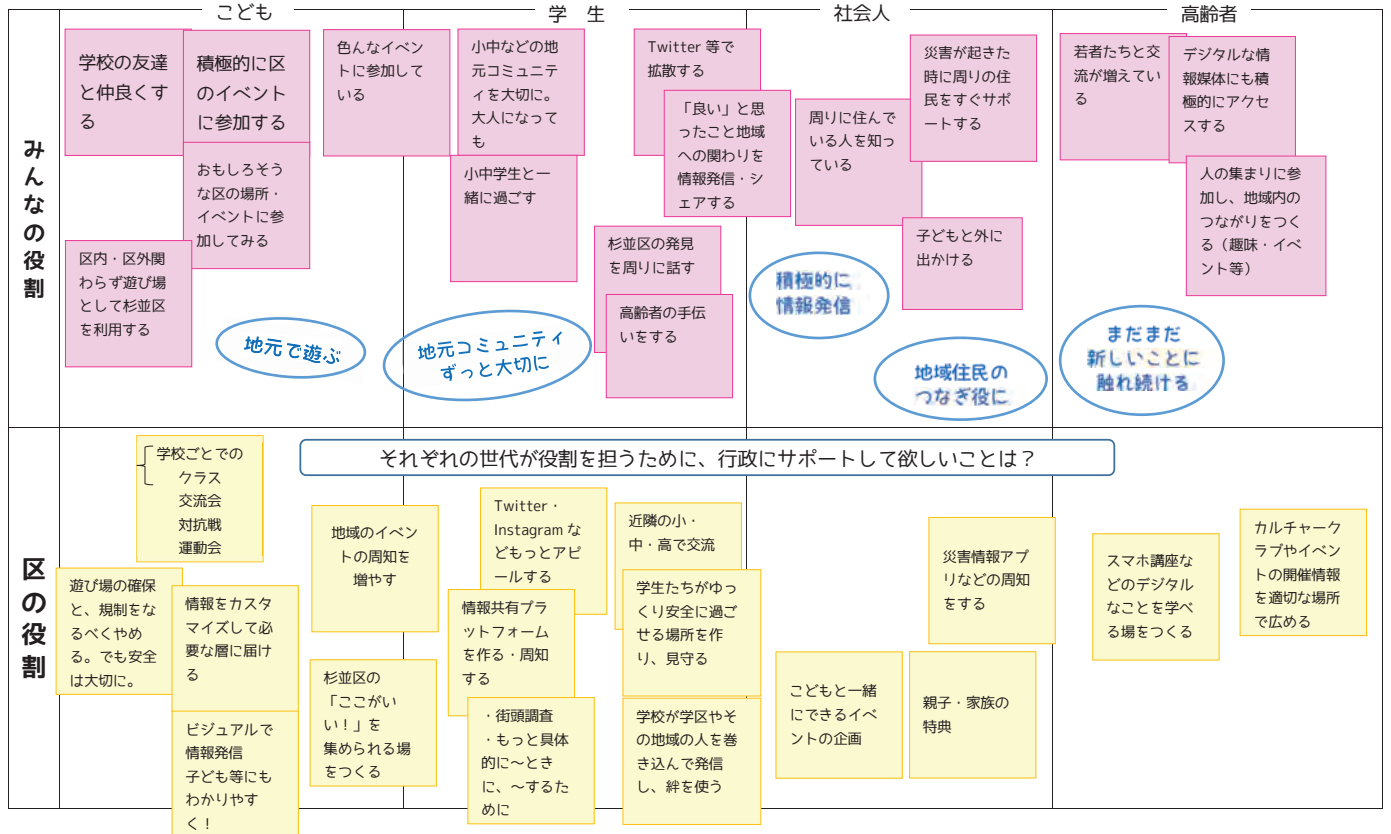 こども
学　生
社会人
高齢者
みんなの役割
学校の友達
と仲良くす
る
積極的に区
のイベント
に参加する
おもしろそう
な区の場所・
イベントに参
加してみる
区内・区外関
わらず遊び場
として杉並区
を利用する
色んなイベン
トに参加して
いる
地元で遊ぶ
小中などの地
元コミュニテ
ィを大切に。
大人になって
も
小中学生と一
緒に過ごす
Twitter 等で
拡散する
「良い」と思
ったこと地域
への関わりを
情報発信・シ
ェアする
杉並区の発見
を周りに話す
高齢者の手伝
いをする
地元コミュニティ
ずっと大切に
周りに住んで
いる人を知っ
ている
災害が起きた
時に周りの住
民をすぐサポ
ートする
子どもと外に
出かける
積極的に
情報発信
地域住民の
つなぎ役に
若者たちと交
流が増えてい
る
デジタルな情
報媒体にも積
極的にアクセ
スする
人の集まりに参
加し、地域内の
つながりをつく
る（趣味・イベ
ント等）
まだまだ
新しいことに
触れ続ける
区の役割
それぞれの世代が役割を担うために、行政にサポートして欲しいことは？
学校ごとでの
クラス
交流会
対抗戦
運動会
遊び場の確保
と、規制をな
るべくやめ
る。でも安全
は大切に。
情報をカスタ
マイズして必
要な層に届け
る
ビジュアルで
情報発信
子ども等にも
わかりやす
く！
地域のイベン
トの周知を
増やす
杉並区の
「ここがい
い！」を
集められる場
をつくる
Twitter・
Instagram な
どもっとアピ
ールする
情報共有プラ
ットフォーム
を作る・周知
する
・街頭調査
・もっと具体
的に～とき
に、～するた
めに
近隣の小・
中・高で交流
学生たちがゆ
っくり安全に過ご
せる場所を作
り、見守る
学校が学区やそ
の地域の人を巻
き込んで発信
し、絆を使う
こどもと一緒
にできるイベ
ントの企画
災害情報アプ
リなどの周知
をする
親子・家族の
特典
スマホ講座な
どのデジタル
なことを学べ
る場をつくる
カルチャーク
ラブやイベン
トの開催情報
を適切な場所
で広める